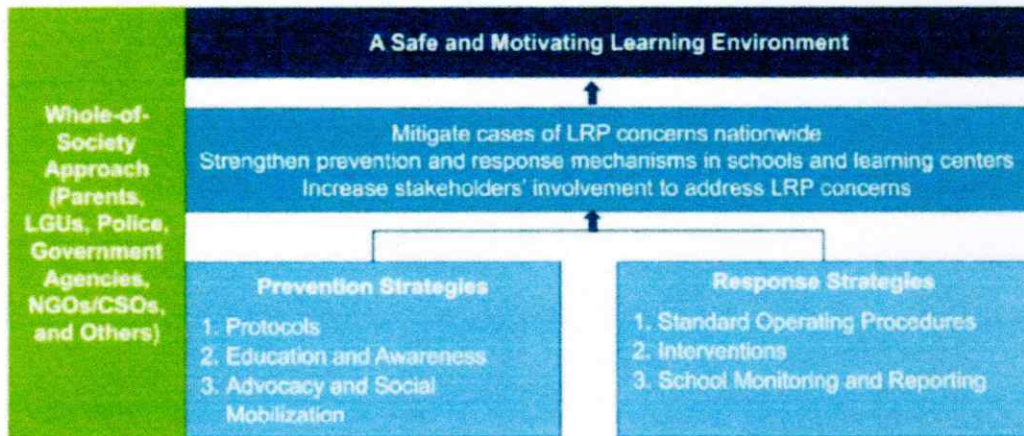 A Safe and Motivating Learning Environment
Whole-of-
Society
Approach
(Parents,
LGUs, Police,
Government
Agencies,
NGOs/CSOs,
and Others)
Mitigate cases of LRP concerns nationwide
Strengthen prevention and response mechanisms in schools and learning centers
Increase stakeholders' involvement to address LRP concerns
Prevention Strategies
1. Protocols
2. Education and Awareness
3. Advocacy and Social
Mobilization
Response Strategies
1. Standard Operating Procedures
2. Interventions
3. School Monitoring and Reporting